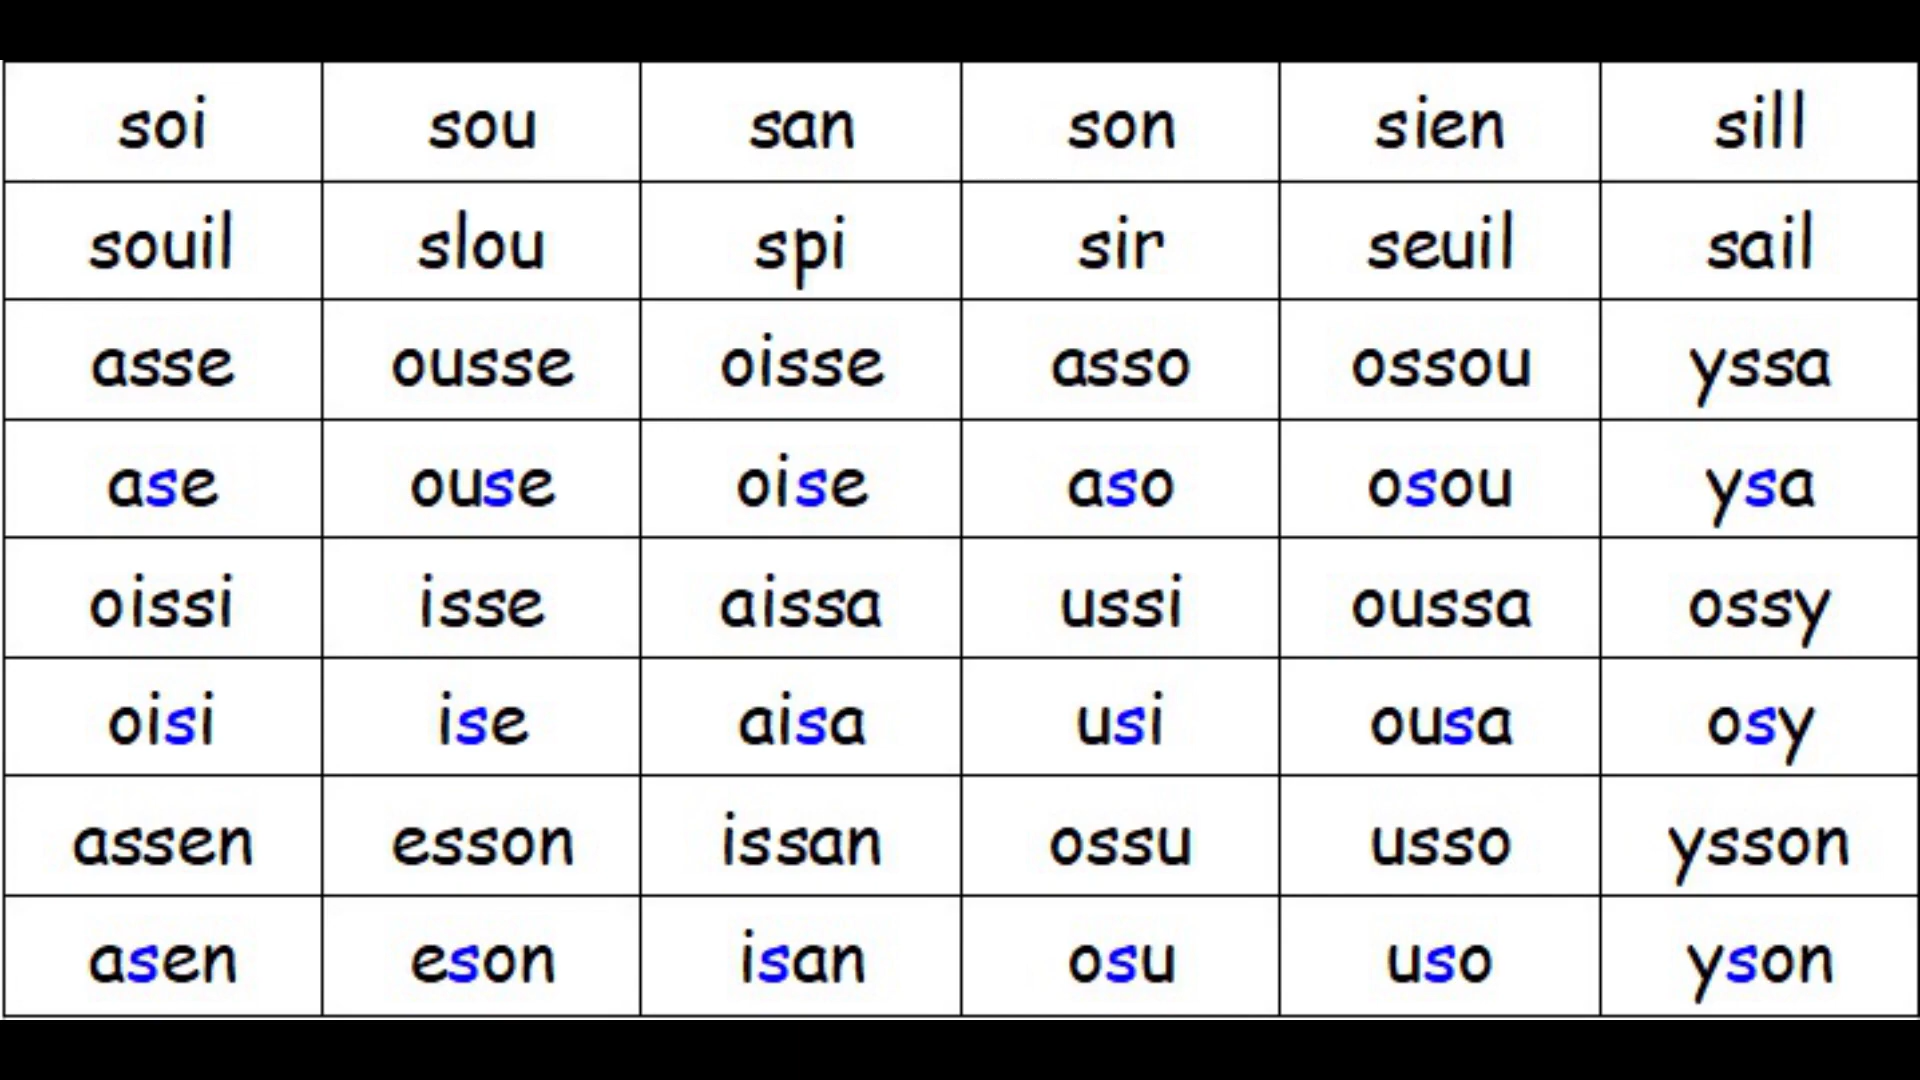 soi sou san son sien sill
souil slou spi sir seuil sail
asse ousse oisse asso ossou yssa
ase ouse oise aso osou ysa
oissi isse aissa ussi oussa ossy
oisi ise aisa usi ousa osy
assen esson issan ossu usso ysson
asen eson isan osu uso yson